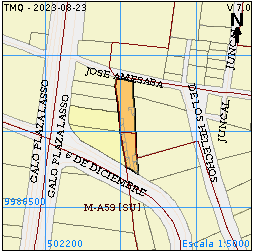 TMQ - 2023-08-23
V 7.0
N
JOSE AMESABA
JUNCAL
JUNCAL
DE LOS HELECHOS
GALO PLAZA LASSO
GALO PLAZA LASSO
6 DE DICIEMBRE
M-A59 [SU]
9986500
502200
Escala 1:5000